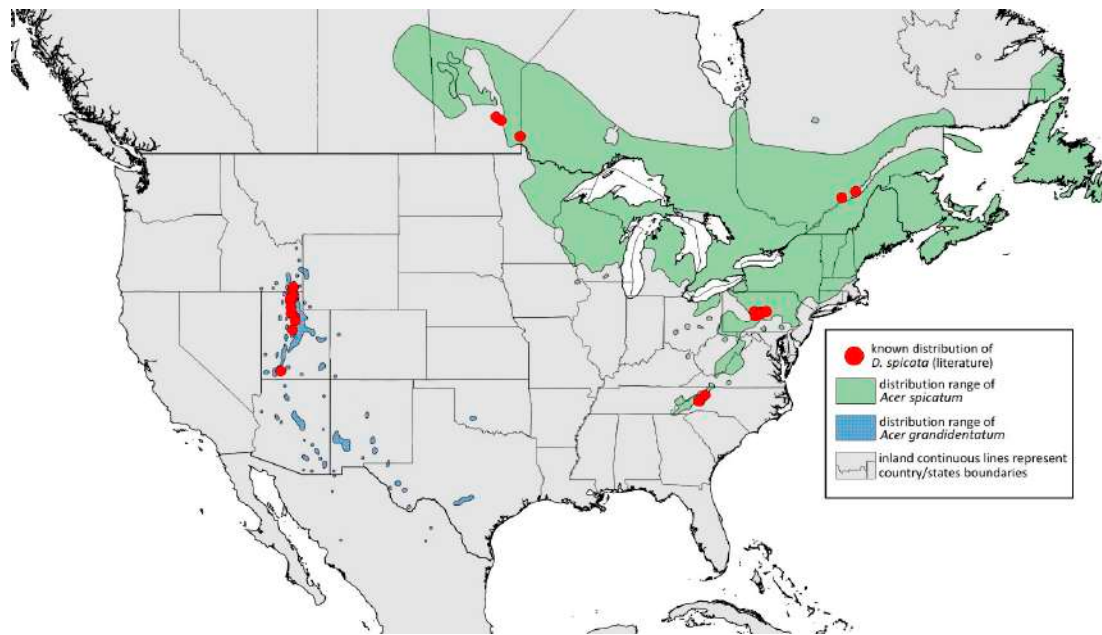 known distribution of
D. spicata (literature)
distribution range of
Acer spicatum
distribution range of
Acer grandidentatum
inland continuous lines represent
country/states boundaries